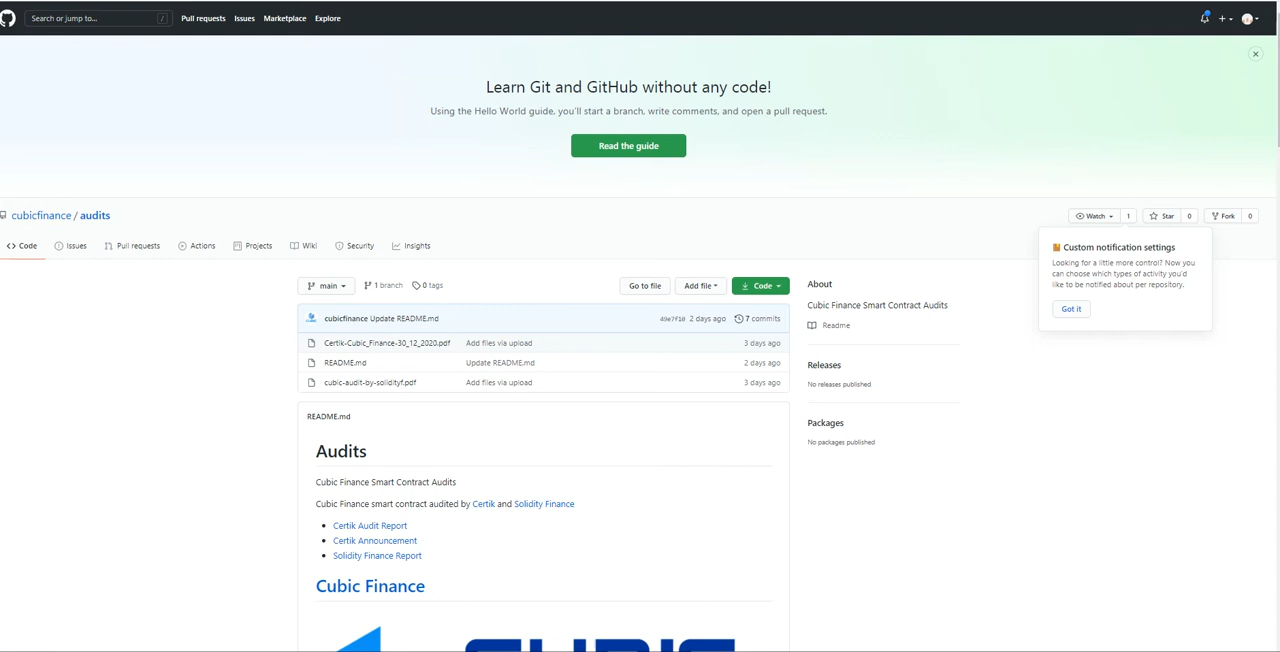 Search or jump to... /
Pull requests Issues Marketplace Explore
Learn Git and GitHub without any code!
Using the Hello World guide, you'll start a branch, write comments, and open a pull request.
Read the guide
cubicfinance / audits
Watch 1 Star 0 Fork 0
Code Issues Pull requests Actions Projects Wiki Security Insights
Custom notification settings
Looking for a little more control? Now you
can choose which types of activity you'd
like to be notified about per repository.
Got it
main 1 branch 0 tags Go to file Add file Code
cubicfinance Update README.md 49e7f10 2 days ago 7 commits
Certik-Cubic_Finance-30_12_2020.pdf Add files via upload 3 days ago
README.md Update README.md 2 days ago
cubic-audit-by-solidityf.pdf Add files via upload 3 days ago
About
Cubic Finance Smart Contract Audits
Readme
Releases
No releases published
Packages
No packages published
README.md
Audits
Cubic Finance Smart Contract Audits
Cubic Finance smart contract audited by Certik and Solidity Finance
Certik Audit Report
Certik Announcement
Solidity Finance Report
Cubic Finance
CUBIC